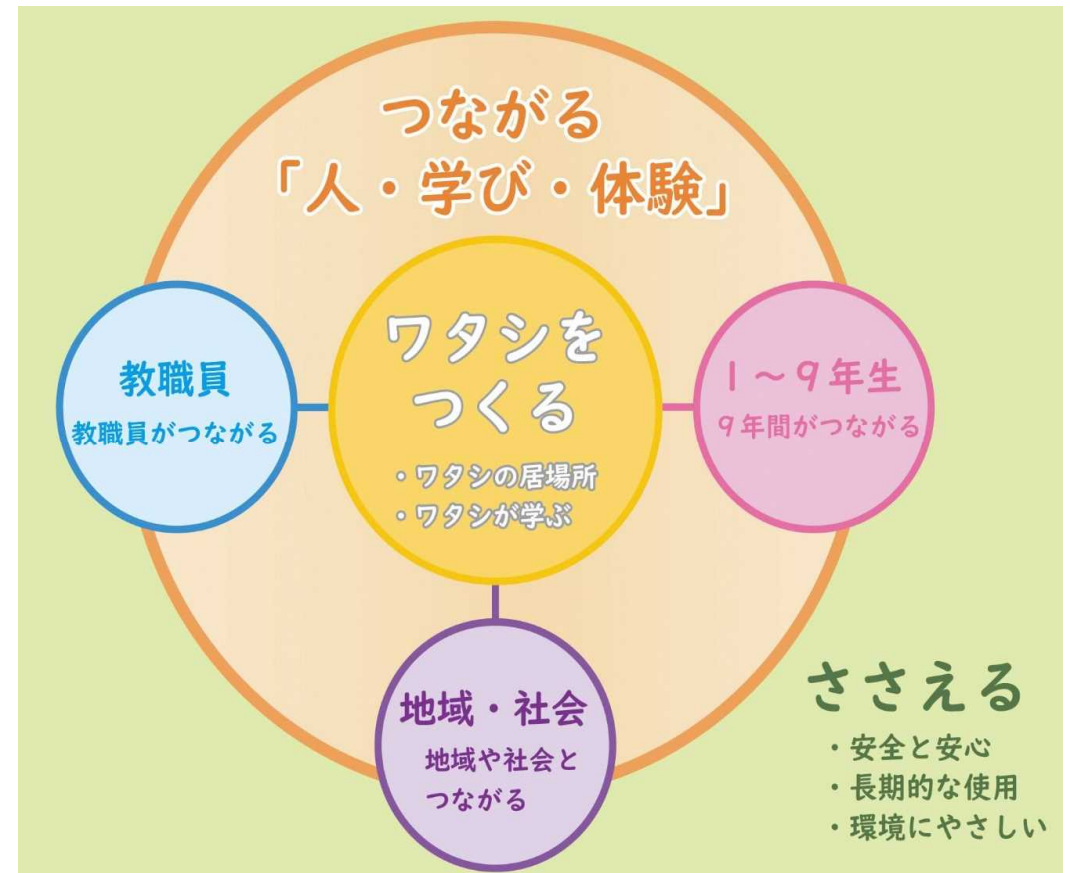 つながる
「人・学び・体験」
ワタシを
つくる
・ワタシの居場所
・ワタシが学ぶ
教職員
教職員がつながる
1～9年生
9年間がつながる
地域・社会
地域や社会と
つながる
ささえる
・安全と安心
・長期的な使用
・環境にやさしい